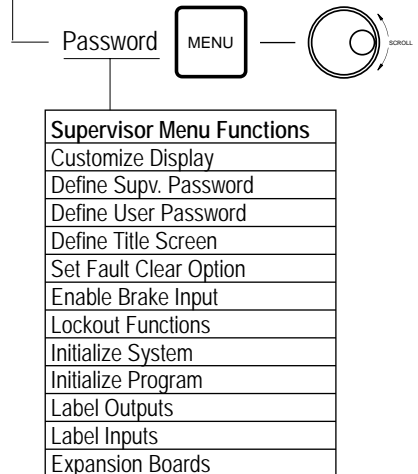 Password MENU SCROLL
Supervisor Menu Functions
Customize Display
Define Supv. Password
Define User Password
Define Title Screen
Set Fault Clear Option
Enable Brake Input
Lockout Functions
Initialize System
Initialize Program
Label Outputs
Label Inputs
Expansion Boards